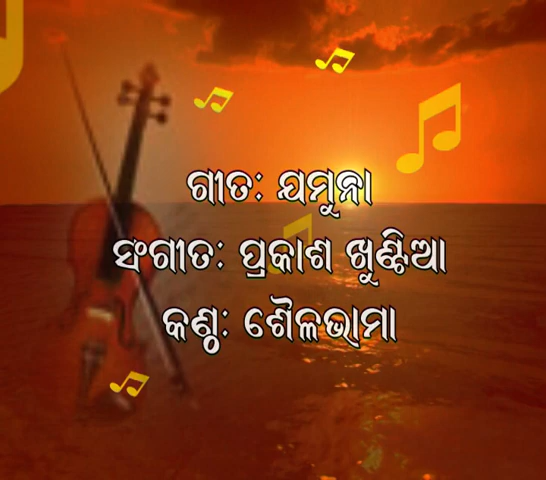 ଗୀତ: ଯମୁନା
ସଂଗୀତ: ପ୍ରକାଶ ଖୁଣ୍ଟିଆ
କଣ୍ଠ: ଶୈଳଭାମା